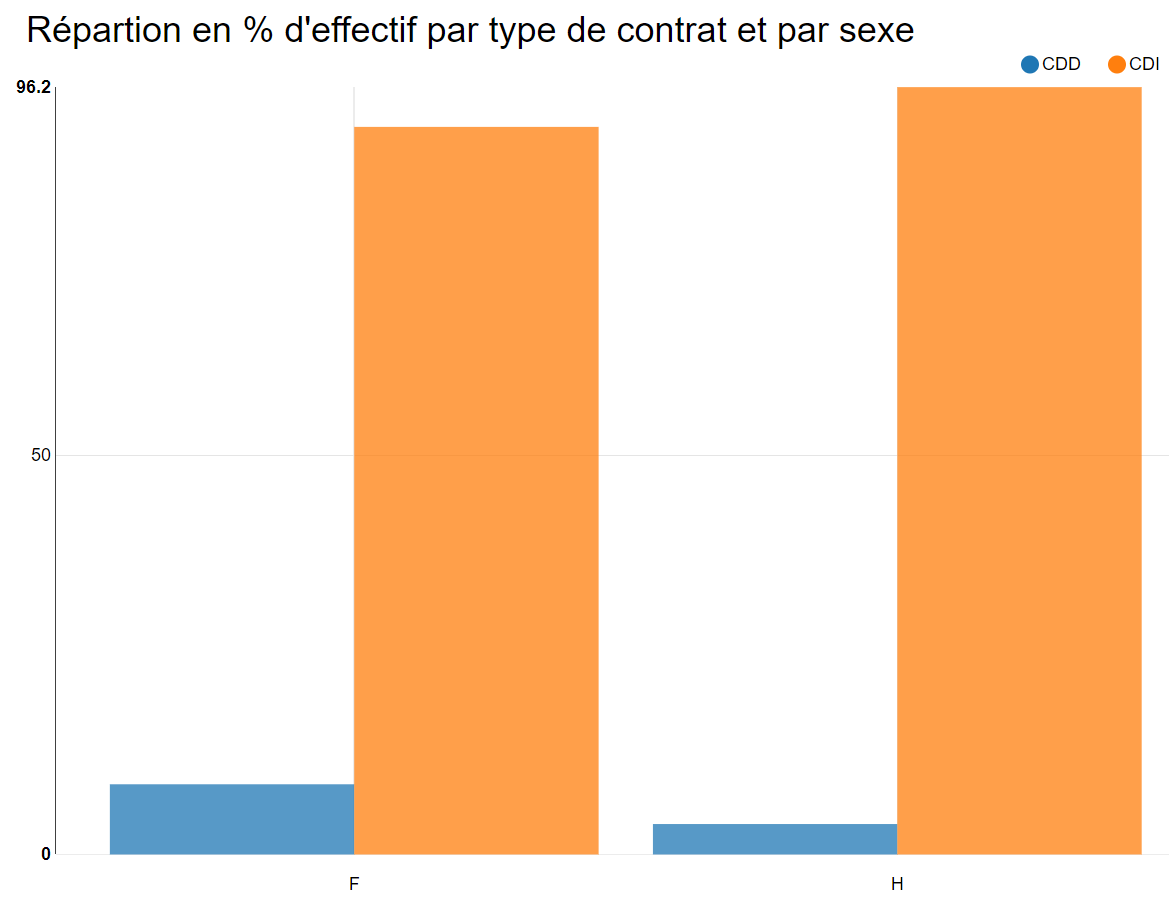 Répartion en % d'effectif par type de contrat et par sexe
CDD CDI
96.2
50
0
F H